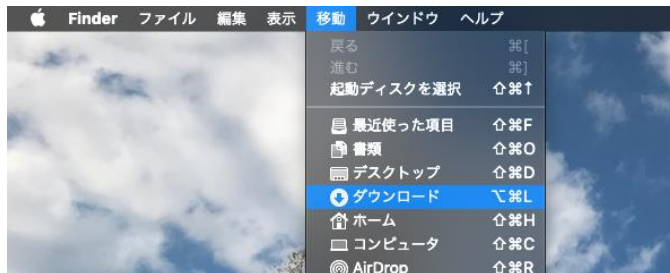 Finder ファイル 編集 表示 移動 ウインドウ ヘルプ
戻る ⌘[
進む ⌘]
起動ディスクを選択 ⇧⌘↑
最近使った項目 ⇧⌘F
書類 ⇧⌘O
デスクトップ ⇧⌘D
ダウンロード ⌥⌘L
ホーム ⇧⌘H
コンピュータ ⇧⌘C
AirDrop ⇧⌘R